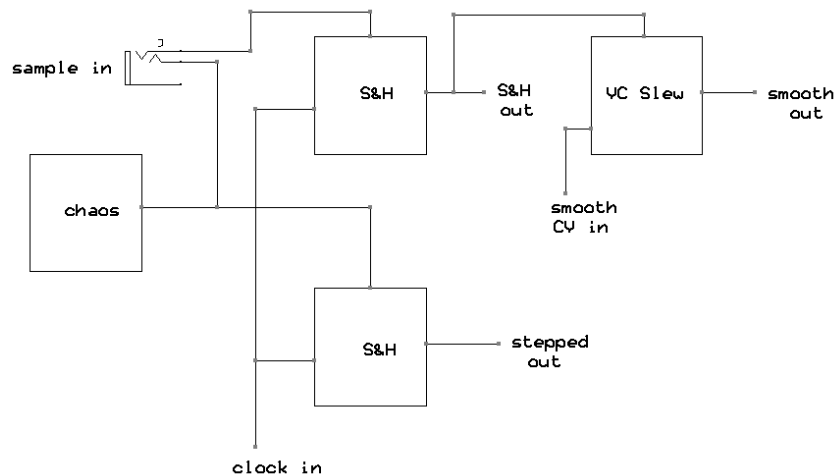 J
sample in
S&H
S&H
out
VC Slew
smooth
out
chaos
smooth
CV in
S&H
stepped
out
clock in